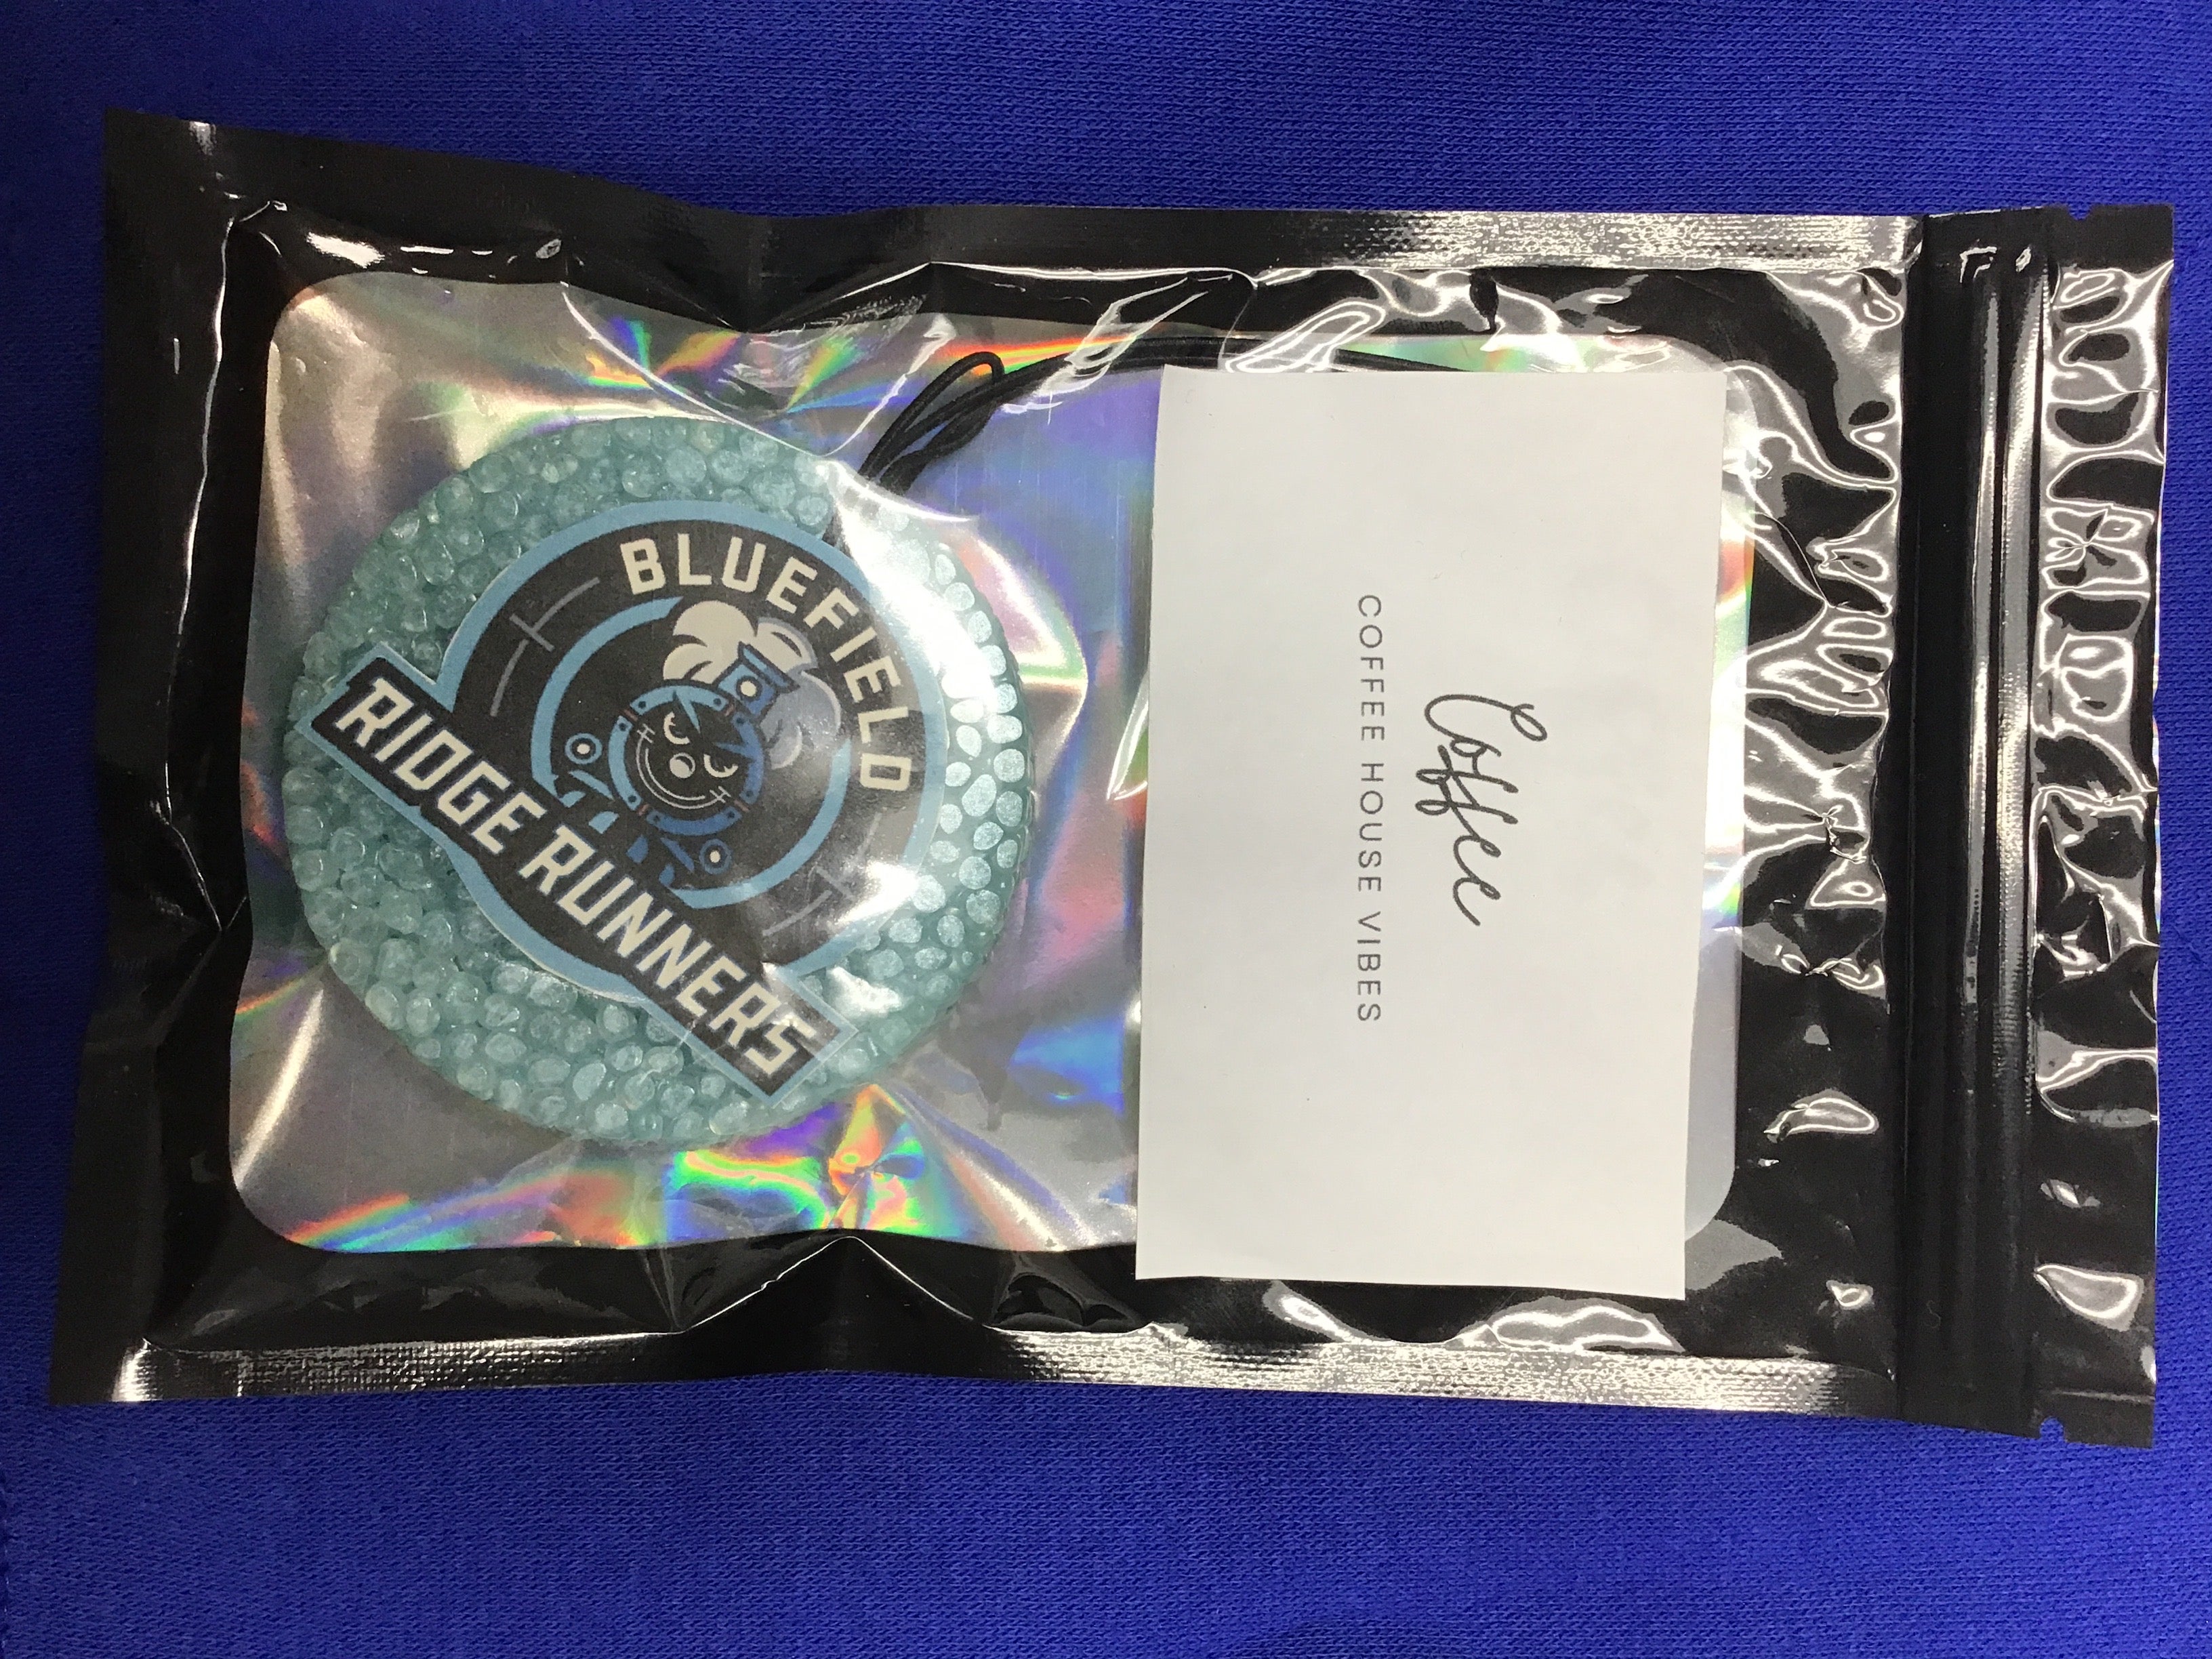 BLUEFIELD
RIDGE RUNNERS
Coffee
COFFEE HOUSE VIBES